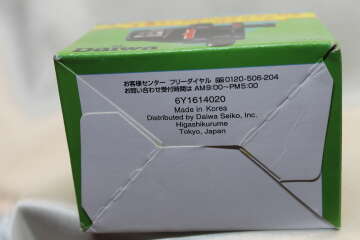 Daiwa
お客様センター フリーダイヤル 0120-506-204
お問い合わせ受付時間は AM9:00~PM5:00
6Y1614020
Made in Korea
Distributed by Daiwa Seiko, Inc.
Higashikurume,
Tokyo, Japan